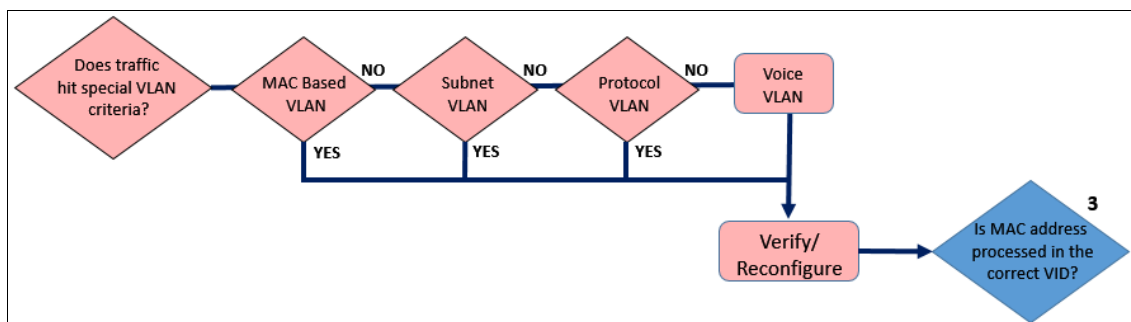 Does traffic
hit special VLAN
criteria?
MAC Based
VLAN
NO
YES
Subnet
VLAN
NO
YES
Protocol
VLAN
NO
YES
Voice
VLAN
Verify/
Reconfigure
3
Is MAC address
processed in the
correct VID?